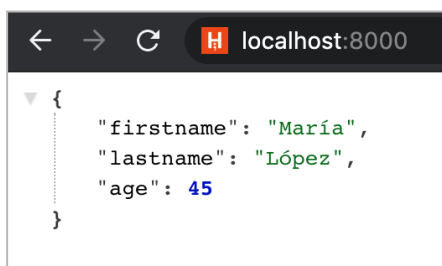 localhost:8000
{
"firstname": "María",
"lastname": "López",
"age": 45
}